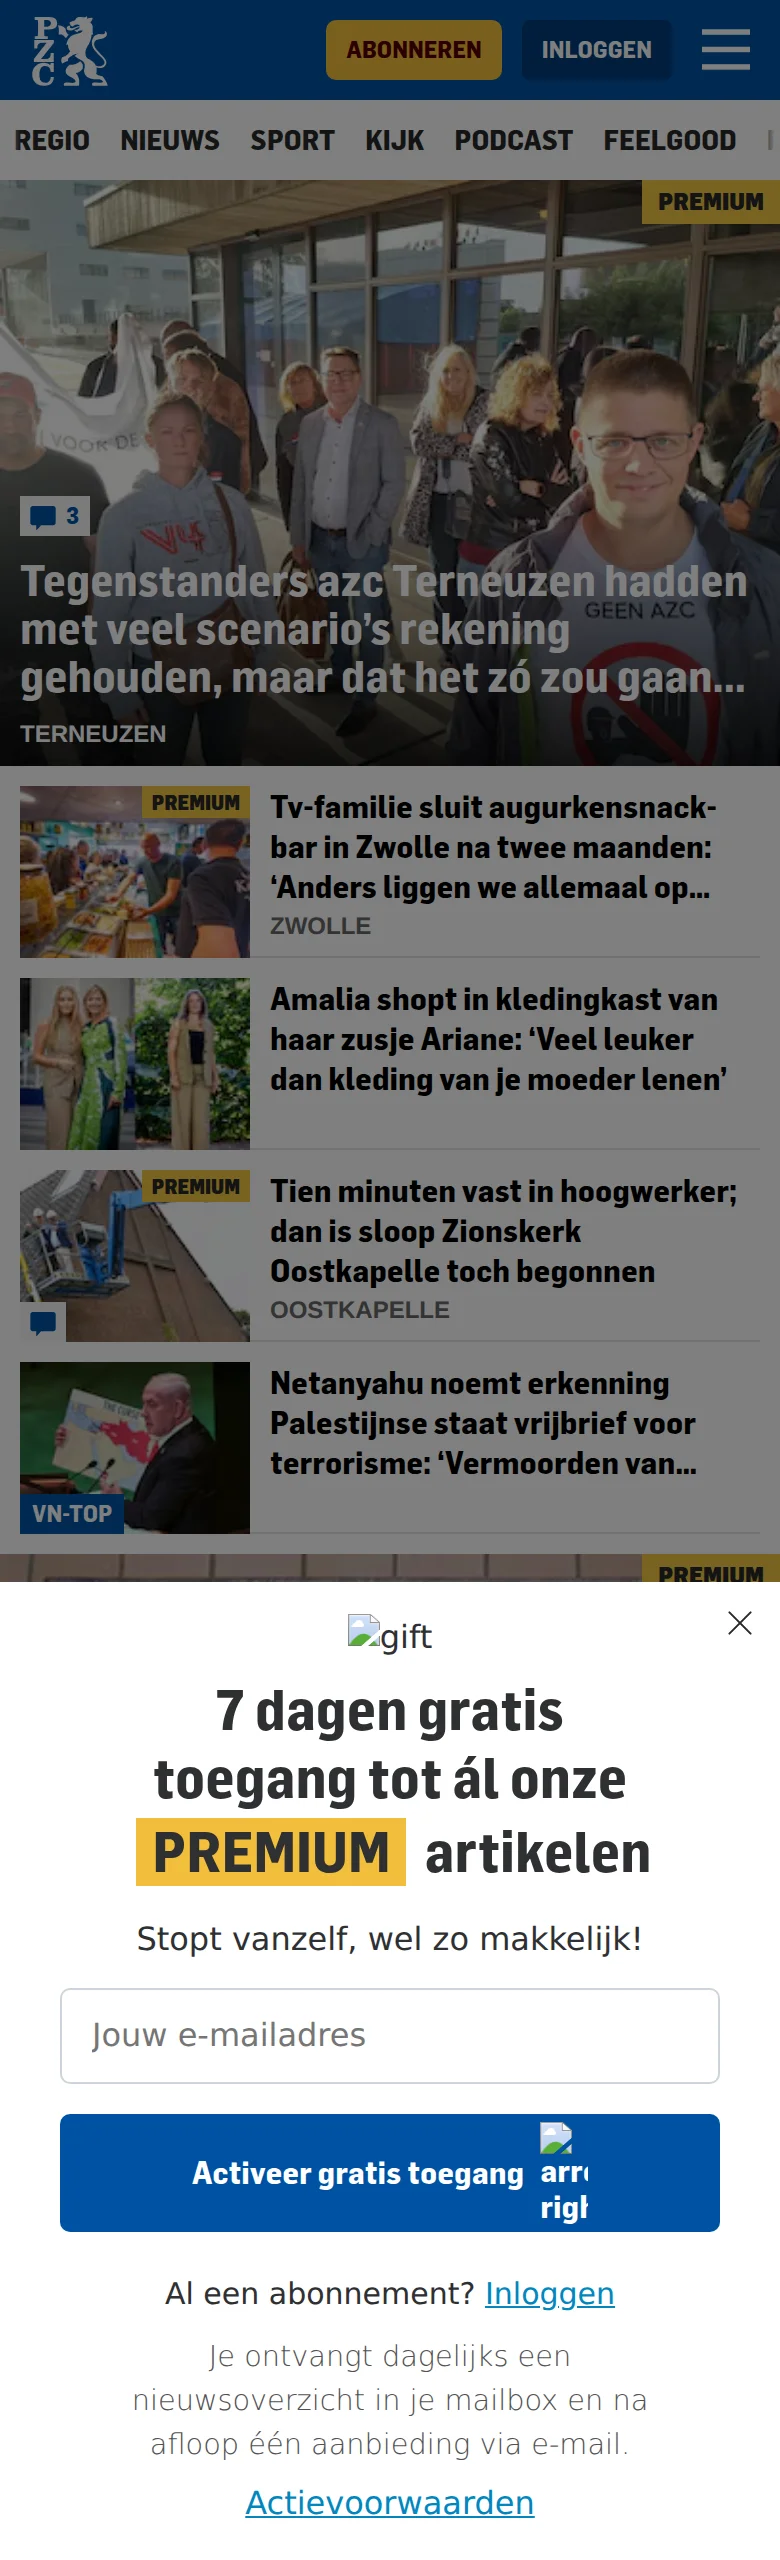 PZC
ABONNEREN
INLOGGEN
REGIO NIEUWS SPORT KIJK PODCAST FEELGOOD
PREMIUM
VOOR DE
V4
GEEN AZC
3
Tegenstanders azc Terneuzen hadden
met veel scenario’s rekening
gehouden, maar dat het zó zou gaan...
TERNEUZEN
PREMIUM
Tv-familie sluit augurkensnack-
bar in Zwolle na twee maanden:
‘Anders liggen we allemaal op...
ZWOLLE
Amalia shopt in kledingkast van
haar zusje Ariane: ‘Veel leuker
dan kleding van je moeder lenen’
PREMIUM
Tien minuten vast in hoogwerker;
dan is sloop Zionskerk
Oostkapelle toch begonnen
OOSTKAPELLE
THE CURSE
VN-TOP
Netanyahu noemt erkenning
Palestijnse staat vrijbrief voor
terrorisme: ‘Vermoorden van...
PREMIUM
gift
7 dagen gratis
toegang tot ál onze
PREMIUM artikelen
Stopt vanzelf, wel zo makkelijk!
Jouw e-mailadres
Activeer gratis toegang
Al een abonnement? Inloggen
Je ontvangt dagelijks een
nieuwsoverzicht in je mailbox en na
afloop één aanbieding via e-mail.
Actievoorwaarden